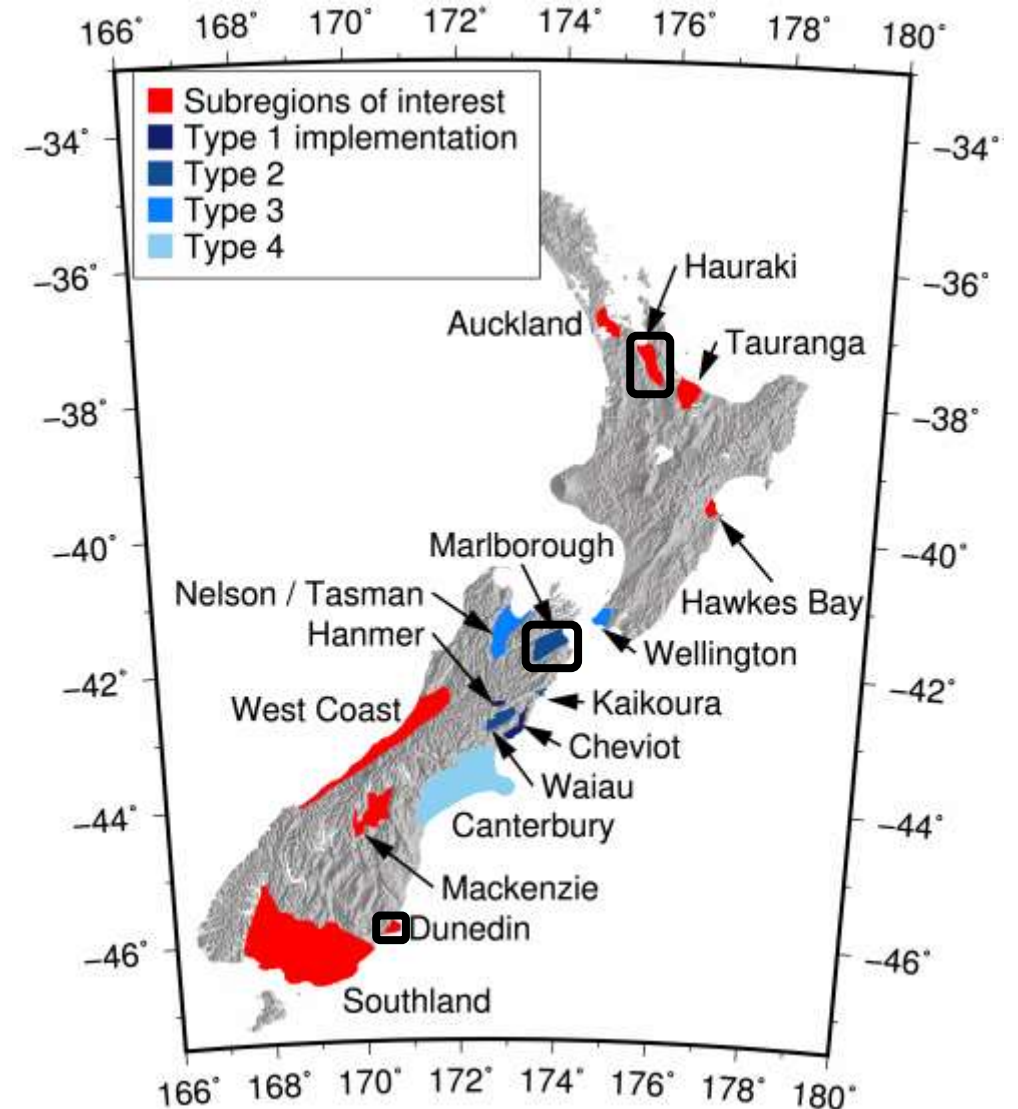 166° 168° 170° 172° 174° 176° 178° 180°
Subregions of interest
Type 1 implementation
Type 2
Type 3
Type 4
−34° −34°
−36° −36°
Hauraki
Auckland
Tauranga
−38° −38°
−40° −40°
Marlborough
Nelson / Tasman
Hawkes Bay
Hanmer
Wellington
−42° −42°
West Coast
Kaikoura
Cheviot
Waiau
−44° −44°
Canterbury
Mackenzie
Dunedin
−46° −46°
Southland
166° 168° 170° 172° 174° 176° 178° 180°